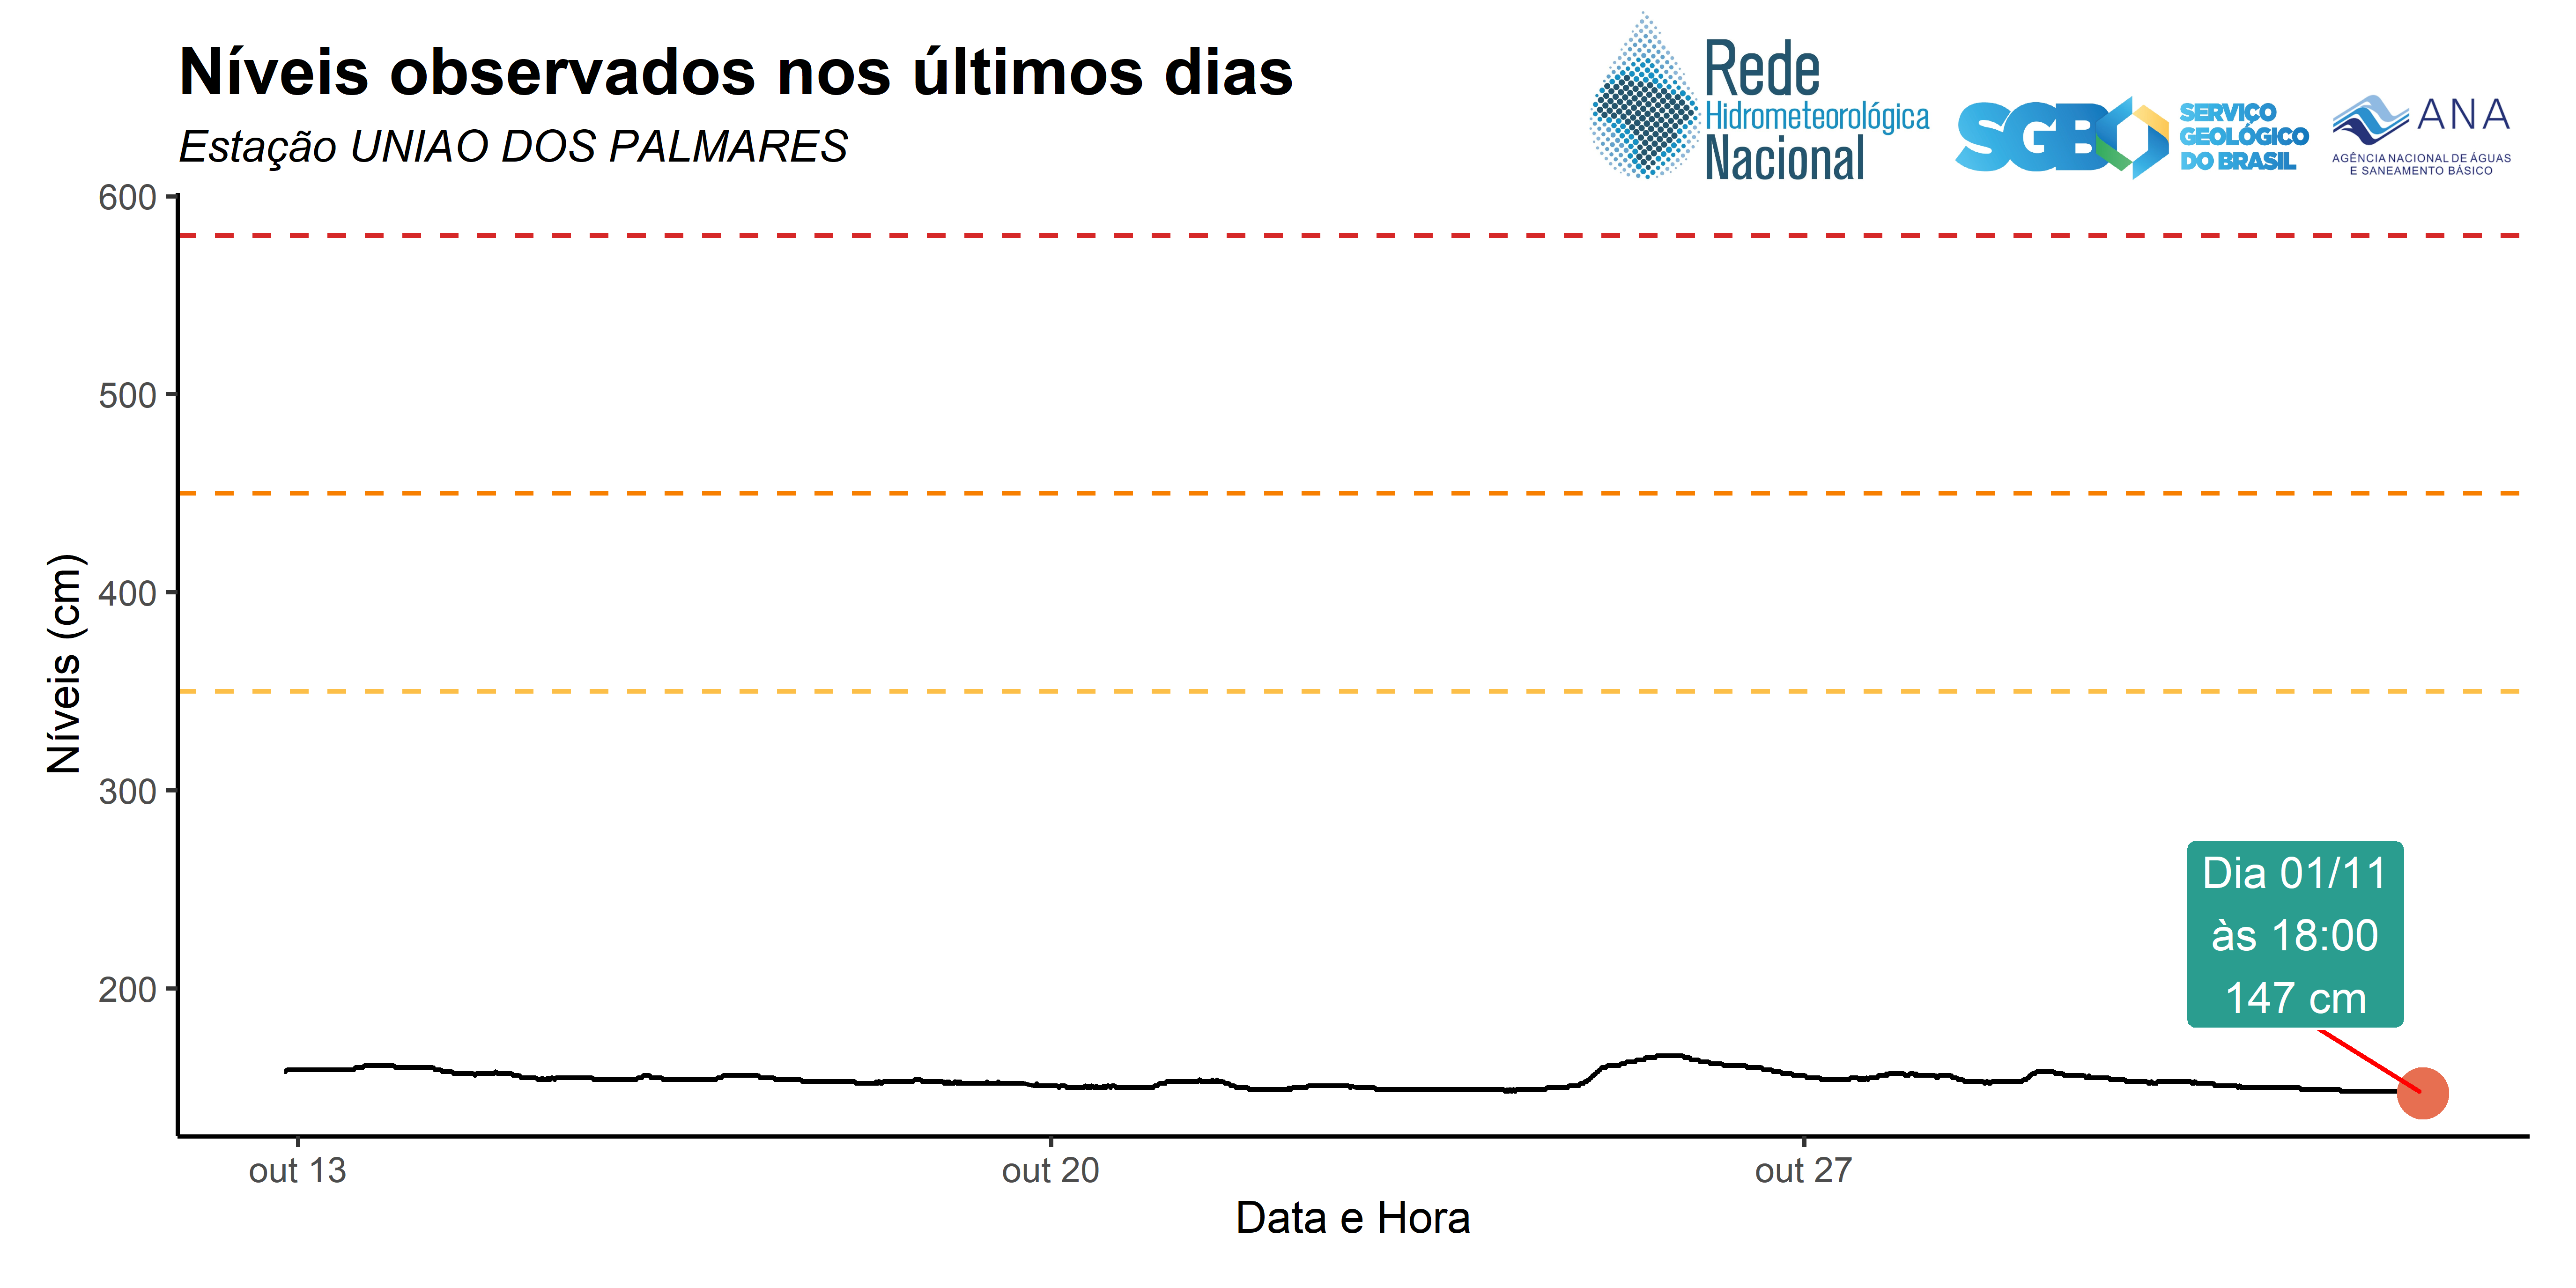 Níveis observados nos últimos dias
Estação UNIAO DOS PALMARES
Rede
Hidrometeorológica
Nacional
SGB
SERVIÇO
GEOLÓGICO
DO BRASIL
ANA
AGÊNCIA NACIONAL DE ÁGUAS
E SANEAMENTO BÁSICO
600
500
400
300
200
Níveis (cm)
Dia 01/11
às 18:00
147 cm
out 13
out 20
out 27
Data e Hora